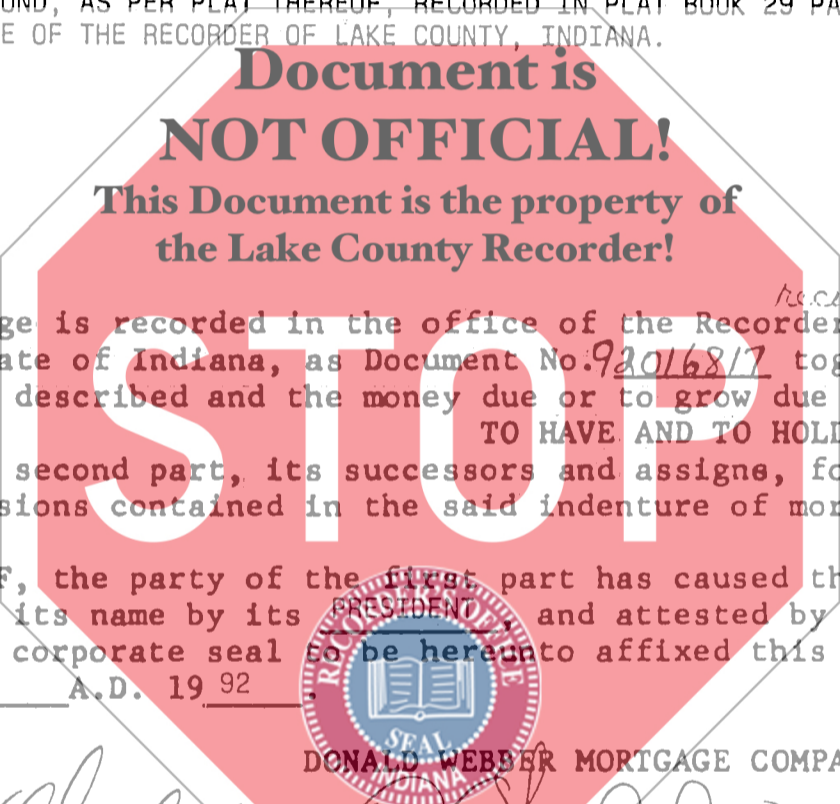 UND, AS PER PLAT THEREOF, RECORDED IN PLAT BOOK 29 PA
E OF THE RECORDER OF LAKE COUNTY, INDIANA.
Document is
NOT OFFICIAL!
This Document is the property of
the Lake County Recorder!
ge is recorded in the office of the Recorder
ate of Indiana, as Document No. 92016817 tog
described and the money due or to grow due
TO HAVE AND TO HOLD
STOP
second part, its successors and assigns, fo
sions contained in the said indenture of mor
F, the party of the first part has caused th
its name by its PRESIDENT, and attested by
corporate seal to be hereunto affixed this
A.D. 19 92.
RECORDER'S OFFICE
SEAL
INDIANA
DONALD WEBBER MORTGAGE COMPA